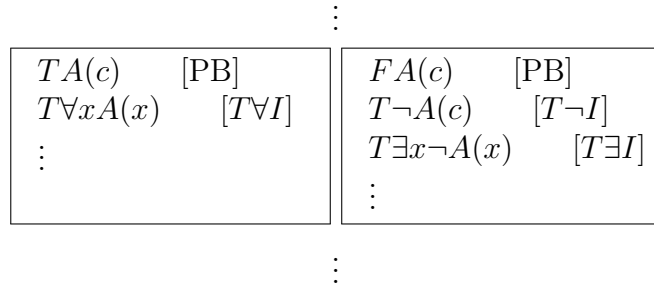 ⋮
TA(c) [PB]
T∀xA(x) [T∀I]
⋮
FA(c) [PB]
T¬A(c) [T¬I]
T∃x¬A(x) [T∃I]
⋮
⋮